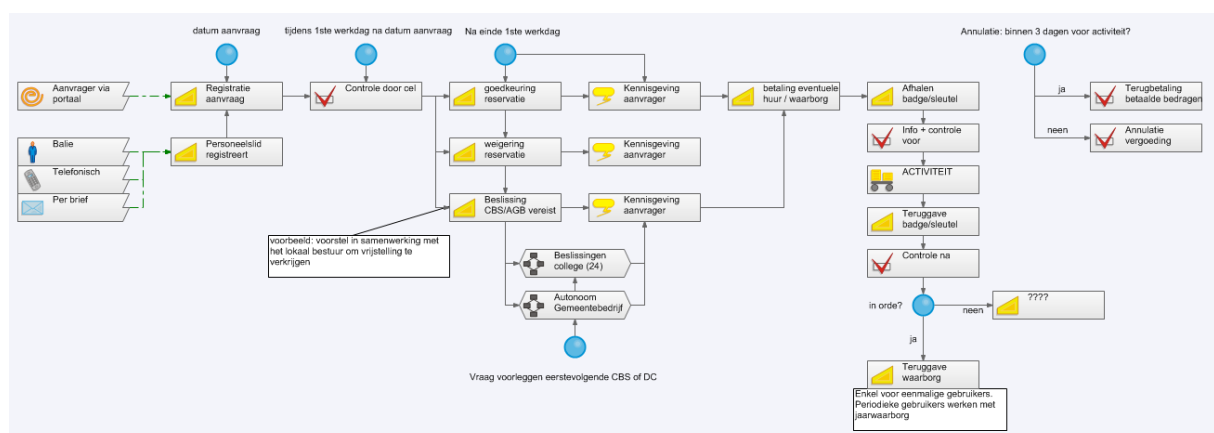 datum aanvraag
tijdens 1ste werkdag na datum aanvraag
Na einde 1ste werkdag
Annulatie: binnen 3 dagen voor activiteit?
Aanvrager via
portaal
Registratie
aanvraag
Controle door cel
goedkeuring
reservatie
Kennisgeving
aanvrager
betaling eventuele
huur / waarborg
Afhalen
badge/sleutel
ja
Terugbetaling
betaalde bedragen
Balie
Personeelslid
registreert
weigering
reservatie
Kennisgeving
aanvrager
Info + controle
voor
neen
Annulatie
vergoeding
Telefonisch
ACTIVITEIT
Per brief
Beslissing
CBS/AGB vereist
Kennisgeving
aanvrager
Teruggave
badge/sleutel
voorbeeld: voorstel in samenwerking met
het lokaal bestuur om vrijstelling te
verkrijgen
Beslissingen
college (24)
Controle na
Autonoom
Gemeentebedrijf
in orde?
neen
????
ja
Vraag voorleggen eerstevolgende CBS of DC
Teruggave
waarborg
Enkel voor eenmalige gebruikers.
Periodieke gebruikers werken met
jaarwaarborg